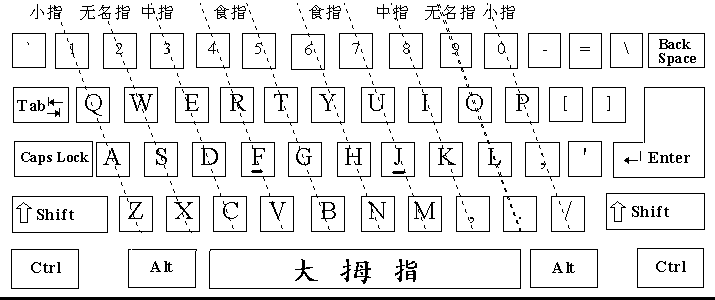 小指 无名指 中指 食指 食指 中指 无名指 小指
` 1 2 3 4 5 6 7 8 9 0 - = \ Back Space
Tab Q W E R T Y U I O P [ ]
Caps Lock A S D F G H J K L ; ' Enter
Shift Z X C V B N M , . / Shift
Ctrl Alt 大拇指 Alt Ctrl